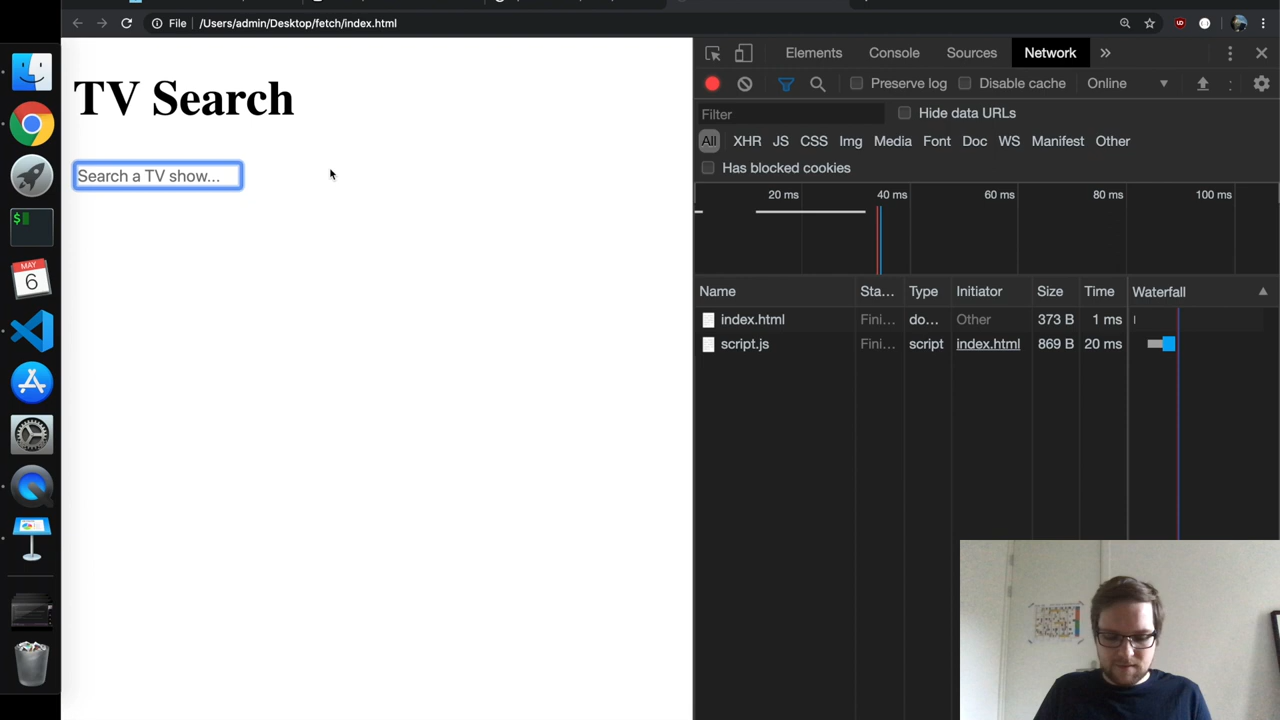 File /Users/admin/Desktop/fetch/index.html
Elements Console Sources Network »
Preserve log Disable cache Online
Filter Hide data URLs
All XHR JS CSS Img Media Font Doc WS Manifest Other
Has blocked cookies
20 ms 40 ms 60 ms 80 ms 100 ms
Name Sta... Type Initiator Size Time Waterfall
index.html Fini... do... Other 373 B 1 ms
script.js Fini... script index.html 869 B 20 ms
TV Search
Search a TV show...
$
MAY
6